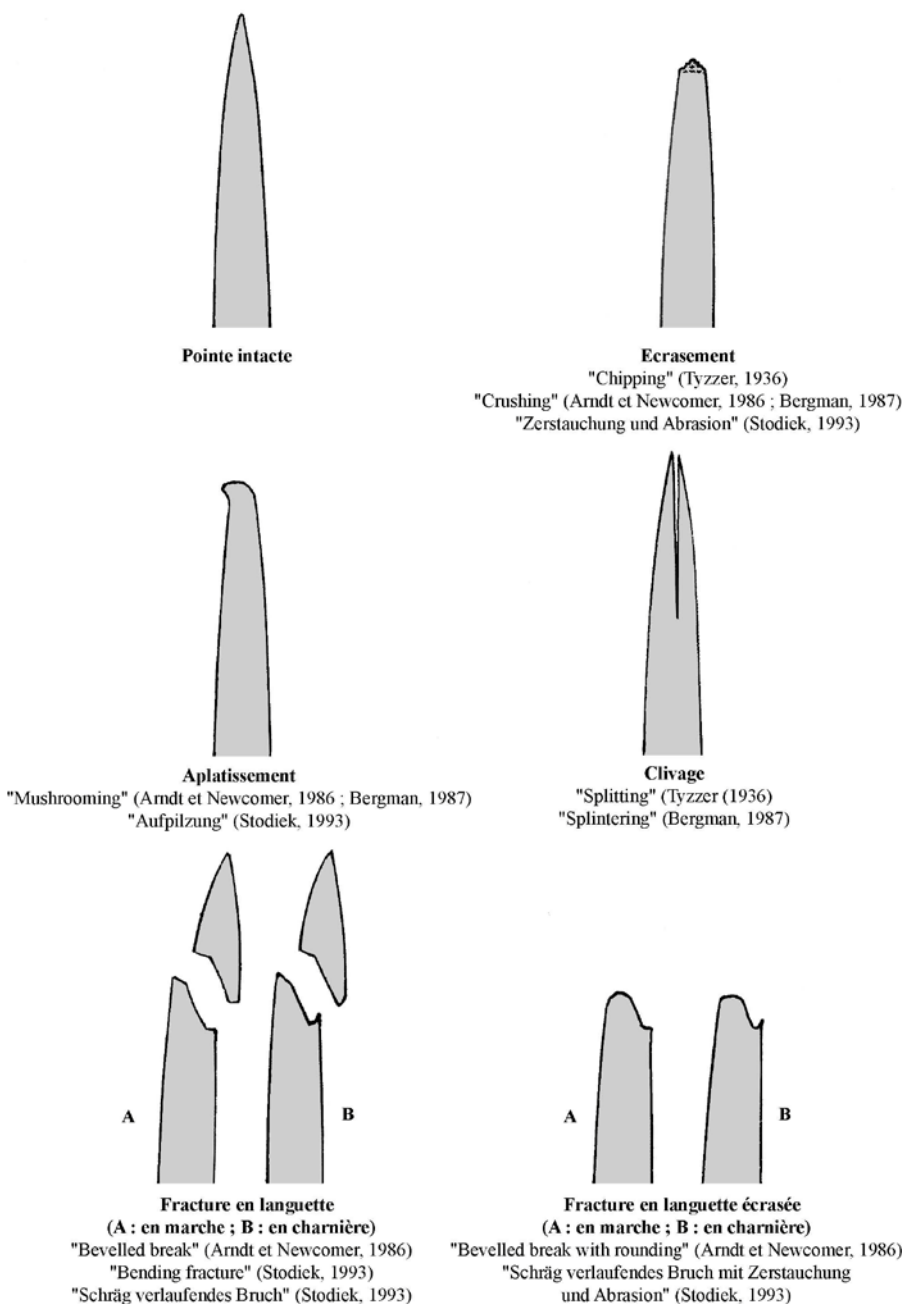 Pointe intacte
Ecrasement
"Chipping" (Tyzzer, 1936)
"Crushing" (Arndt et Newcomer, 1986 ; Bergman, 1987)
"Zerstauchung und Abrasion" (Stodiek, 1993)
Aplatissement
"Mushrooming" (Arndt et Newcomer, 1986 ; Bergman, 1987)
"Aufpilzung" (Stodiek, 1993)
Clivage
"Splitting" (Tyzzer (1936)
"Splintering" (Bergman, 1987)
A
B
Fracture en languette
(A : en marche ; B : en charnière)
"Bevelled break" (Arndt et Newcomer, 1986)
"Bending fracture" (Stodiek, 1993)
"Schräg verlaufendes Bruch" (Stodiek, 1993)
A
B
Fracture en languette écrasée
(A : en marche ; B : en charnière)
"Bevelled break with rounding" (Arndt et Newcomer, 1986)
"Schräg verlaufendes Bruch mit Zerstauchung
und Abrasion" (Stodiek, 1993)